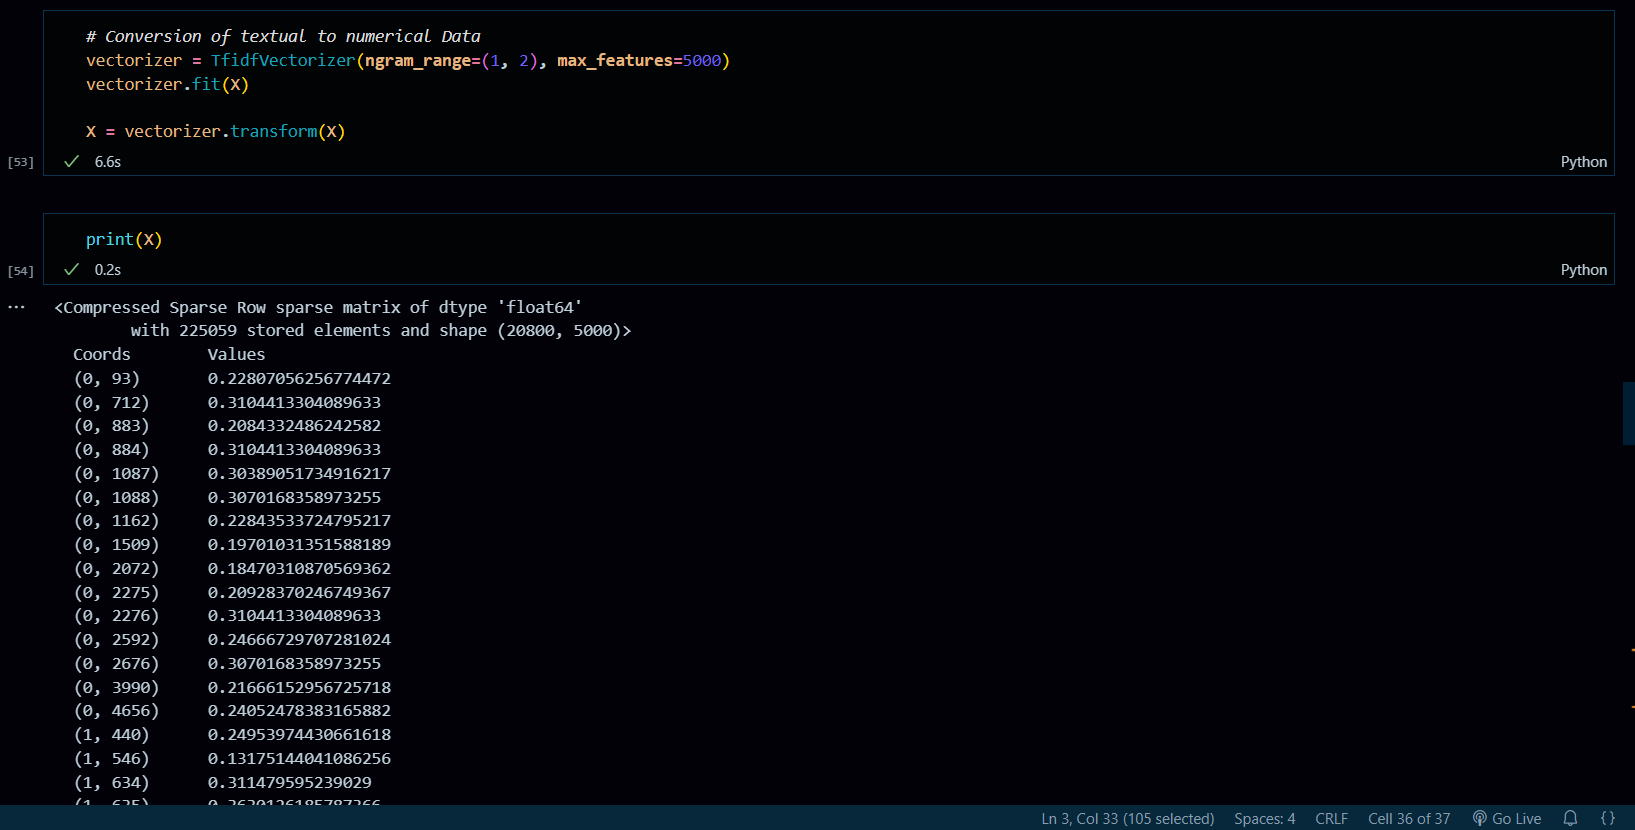 # Conversion of textual to numerical Data
vectorizer = TfidfVectorizer(ngram_range=(1, 2), max_features=5000)
vectorizer.fit(X)
X = vectorizer.transform(X)
[53] 6.6s Python
print(X)
[54] 0.2s Python
... <Compressed Sparse Row sparse matrix of dtype 'float64'
with 225059 stored elements and shape (20800, 5000)>
Coords Values
(0, 93) 0.22807056256774472
(0, 712) 0.3104413304089633
(0, 883) 0.2084332486242582
(0, 884) 0.3104413304089633
(0, 1087) 0.30389051734916217
(0, 1088) 0.3070168358973255
(0, 1162) 0.22843533724795217
(0, 1509) 0.19701031351588189
(0, 2072) 0.18470310870569362
(0, 2275) 0.20928370246749367
(0, 2276) 0.3104413304089633
(0, 2592) 0.24666729707281024
(0, 2676) 0.3070168358973255
(0, 3990) 0.21666152956725718
(0, 4656) 0.24052478383165882
(1, 440) 0.24953974430661618
(1, 546) 0.13175144041086256
(1, 634) 0.311479595239029
(1, 635)
Ln 3, Col 33 (105 selected) Spaces: 4 CRLF Cell 36 of 37 Go Live {}